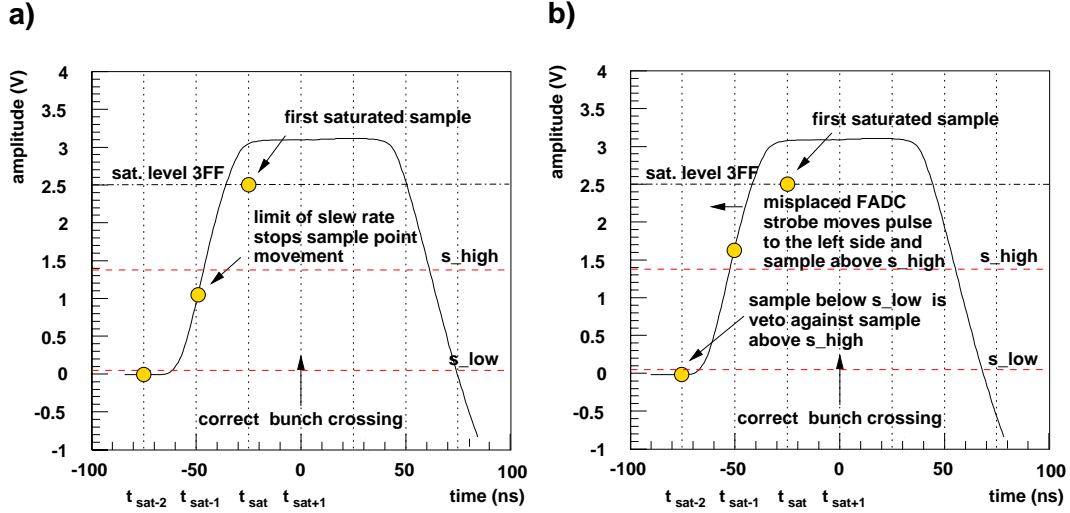 a)
amplitude (V)
4
3.5
3
2.5
2
1.5
1
0.5
0
-0.5
-1
first saturated sample
sat. level 3FF
limit of slew rate
stops sample point
movement
s_high
s_low
correct bunch crossing
-100
-50
0
50
100
t sat-2
t sat-1
t sat
t sat+1
time (ns)
b)
amplitude (V)
4
3.5
3
2.5
2
1.5
1
0.5
0
-0.5
-1
first saturated sample
sat. level 3FF
misplaced FADC
strobe moves pulse
to the left side and
sample above s_high
s_high
sample below s_low is
veto against sample
above s_high
s_low
correct bunch crossing
-100
-50
0
50
100
t sat-2
t sat-1
t sat
t sat+1
time (ns)